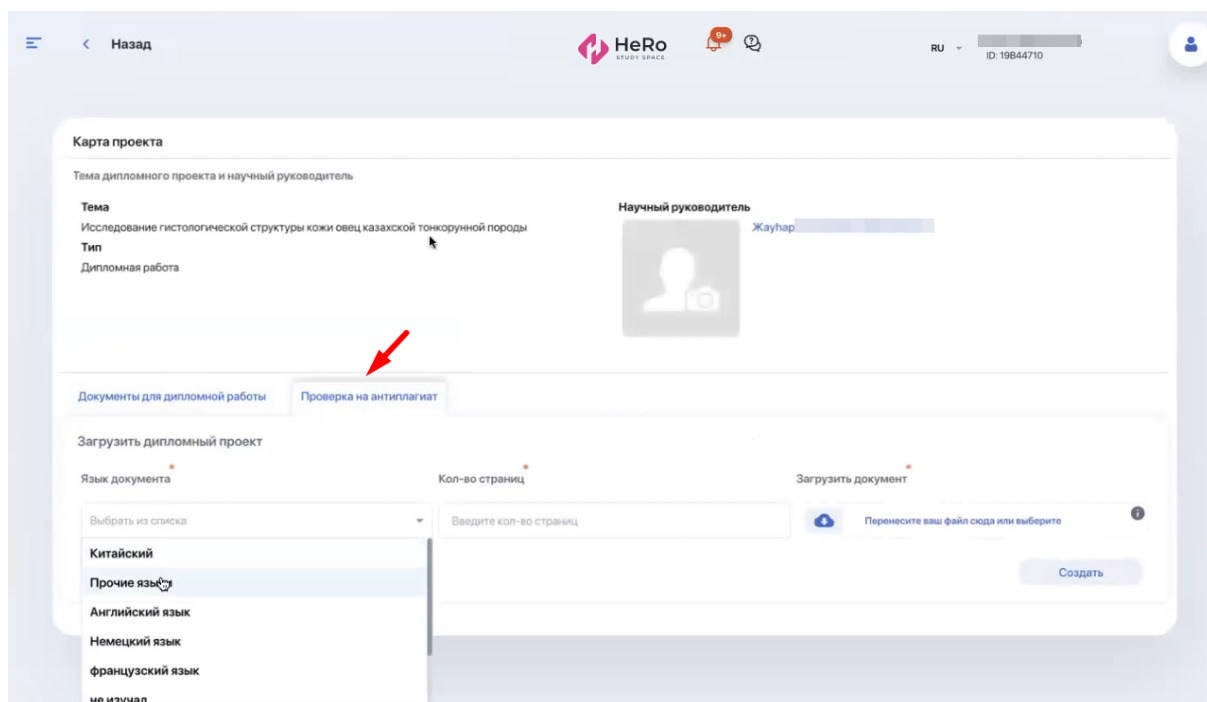 Назад
HeRo
STUDY SPACE
9+
RU
ID: 19B44710
Карта проекта
Тема дипломного проекта и научный руководитель
Тема
Исследование гистологической структуры кожи овец казахской тонкорунной породы
Тип
Дипломная работа
Научный руководитель
Жауһар
Документы для дипломной работы
Проверка на антиплагиат
Загрузить дипломный проект
Язык документа *
Кол-во страниц *
Загрузить документ *
Выбрать из списка
Введите кол-во страниц
Перенесите ваш файл сюда или выберите
Китайский
Прочие языки
Английский язык
Немецкий язык
французский язык
не изучал
Создать